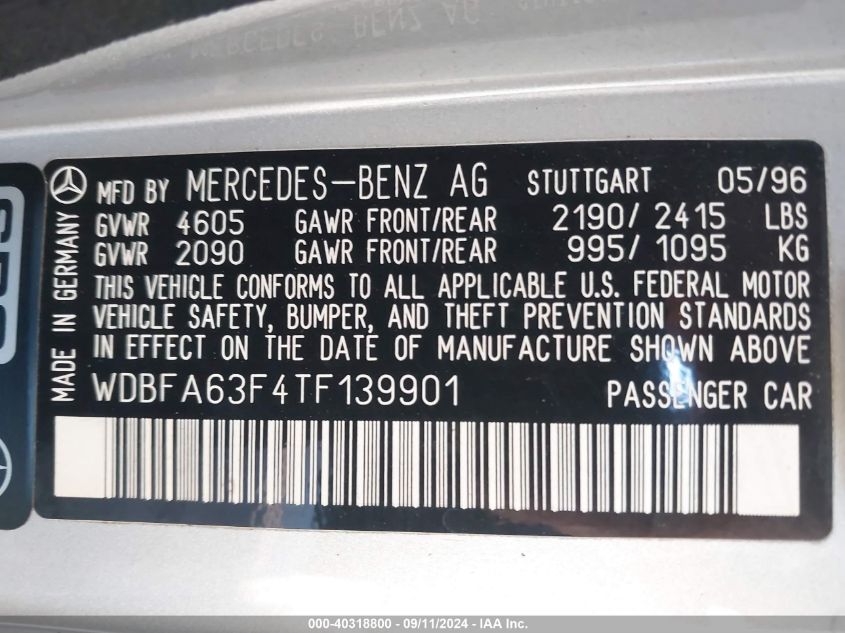 MFD BY MERCEDES-BENZ AG STUTTGART 05/96
GVWR 4605 GAWR FRONT/REAR 2190/ 2415 LBS
GVWR 2090 GAWR FRONT/REAR 995/ 1095 KG
THIS VEHICLE CONFORMS TO ALL APPLICABLE U.S. FEDERAL MOTOR
VEHICLE SAFETY, BUMPER, AND THEFT PREVENTION STANDARDS
IN EFFECT ON THE DATE OF MANUFACTURE SHOWN ABOVE
WDBFA63F4TF139901 PASSENGER CAR
MADE IN GERMANY
000-40318800 - 09/11/2024 - IAA Inc.